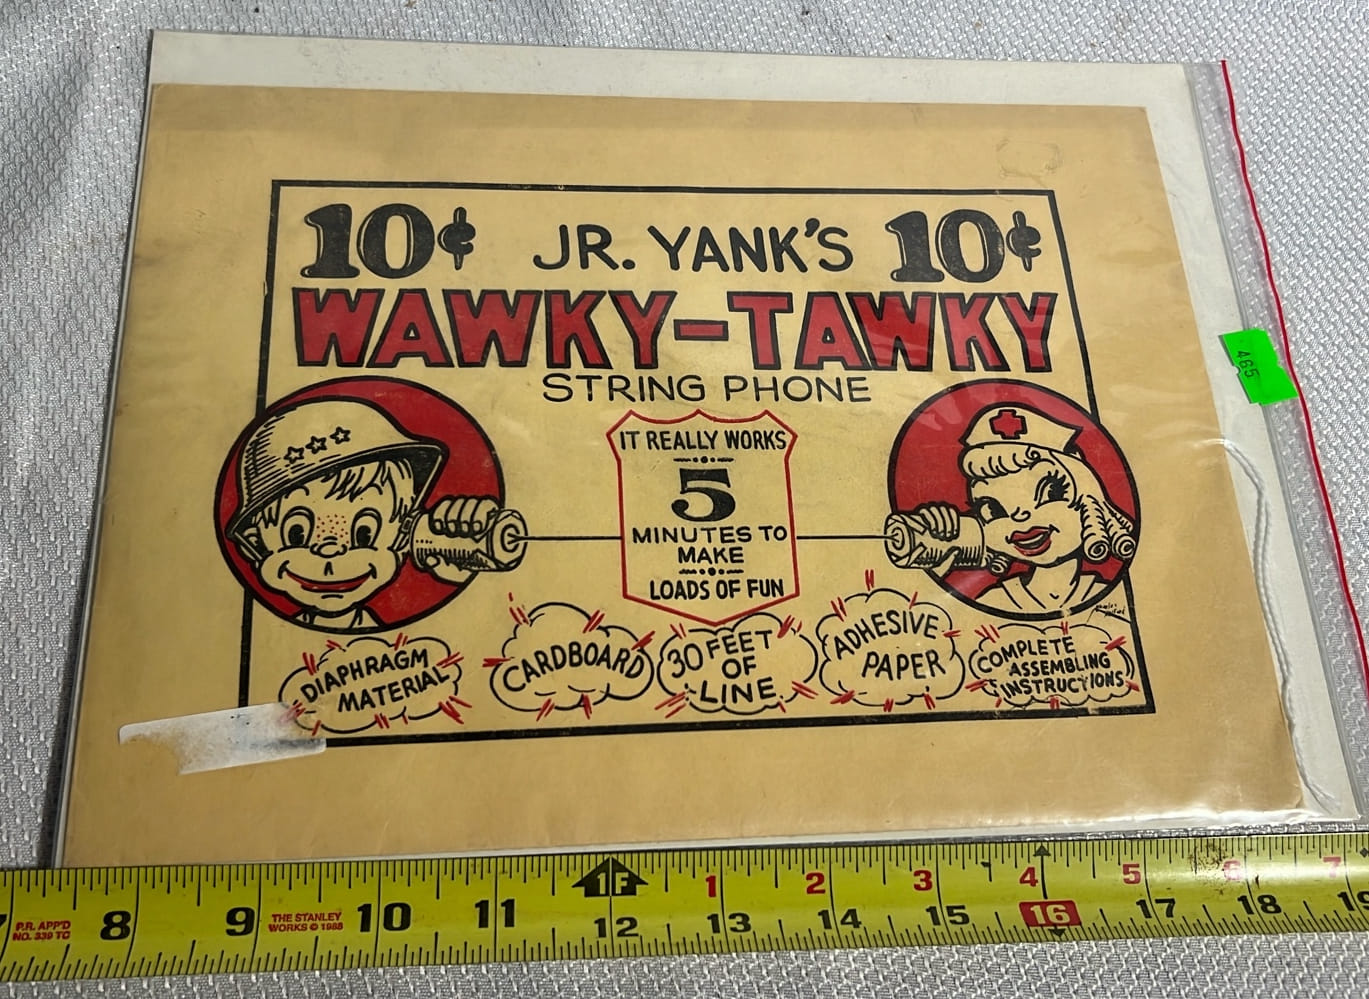 10¢ JR. YANK'S 10¢
WAWKY-TAWKY
STRING PHONE
IT REALLY WORKS
5
MINUTES TO
MAKE
LOADS OF FUN
DIAPHRAGM
MATERIAL
CARDBOARD
30 FEET
OF
LINE
ADHESIVE
PAPER
COMPLETE
ASSEMBLING
INSTRUCTIONS
465
1F 1 2 3 4 5 6 7
7 P.R. APP'D NO. 339 TC 8 9 THE STANLEY WORKS © 1988 10 11 12 13 14 15 16 17 18 19